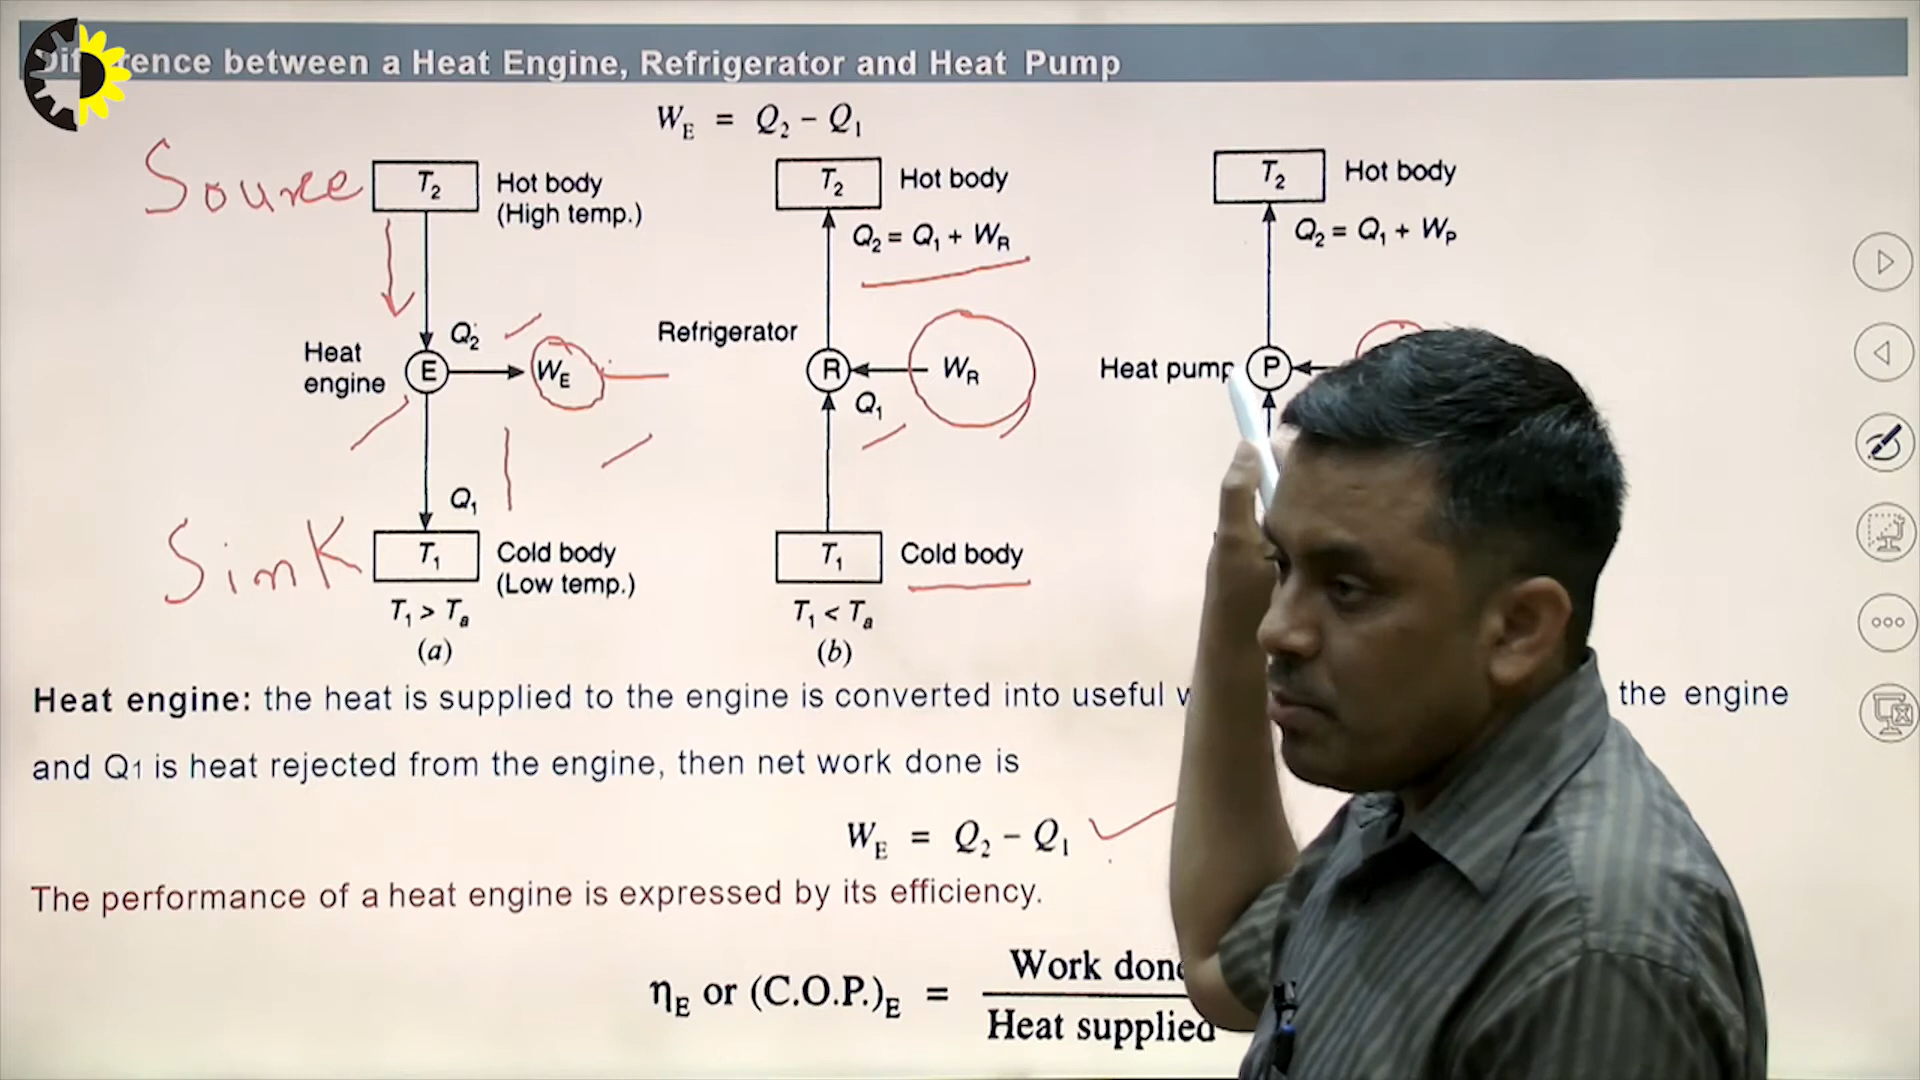 Difference between a Heat Engine, Refrigerator and Heat Pump
W_E = Q_2 - Q_1
Source
T_2
Hot body
(High temp.)
Heat
engine
E
Q_2
W_E
Q_1
Sink
T_1
Cold body
(Low temp.)
T_1 > T_a
(a)
T_2
Hot body
Q_2 = Q_1 + W_R
Refrigerator
R
W_R
Q_1
T_1
Cold body
T_1 < T_a
(b)
T_2
Hot body
Q_2 = Q_1 + W_P
Heat pump
P
Heat engine: the heat is supplied to the engine is converted into useful the engine
and Q1 is heat rejected from the engine, then net work done is
W_E = Q_2 - Q_1
The performance of a heat engine is expressed by its efficiency.
η_E or (C.O.P.)_E = Work done
Heat supplied